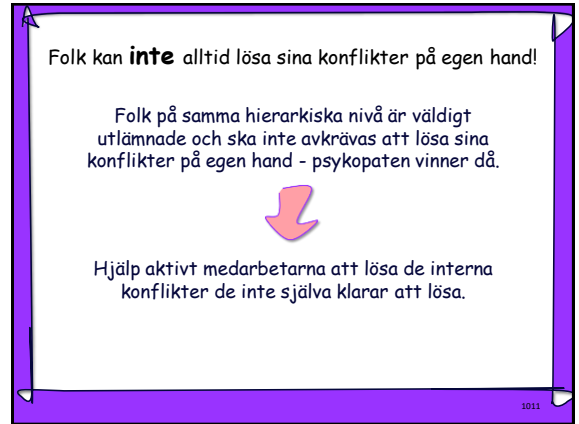 Folk kan inte alltid lösa sina konflikter på egen hand!
Folk på samma hierarkiska nivå är väldigt
utlämnade och ska inte avkrävas att lösa sina
konflikter på egen hand - psykopaten vinner då.
Hjälp aktivt medarbetarna att lösa de interna
konflikter de inte själva klarar att lösa.
1011